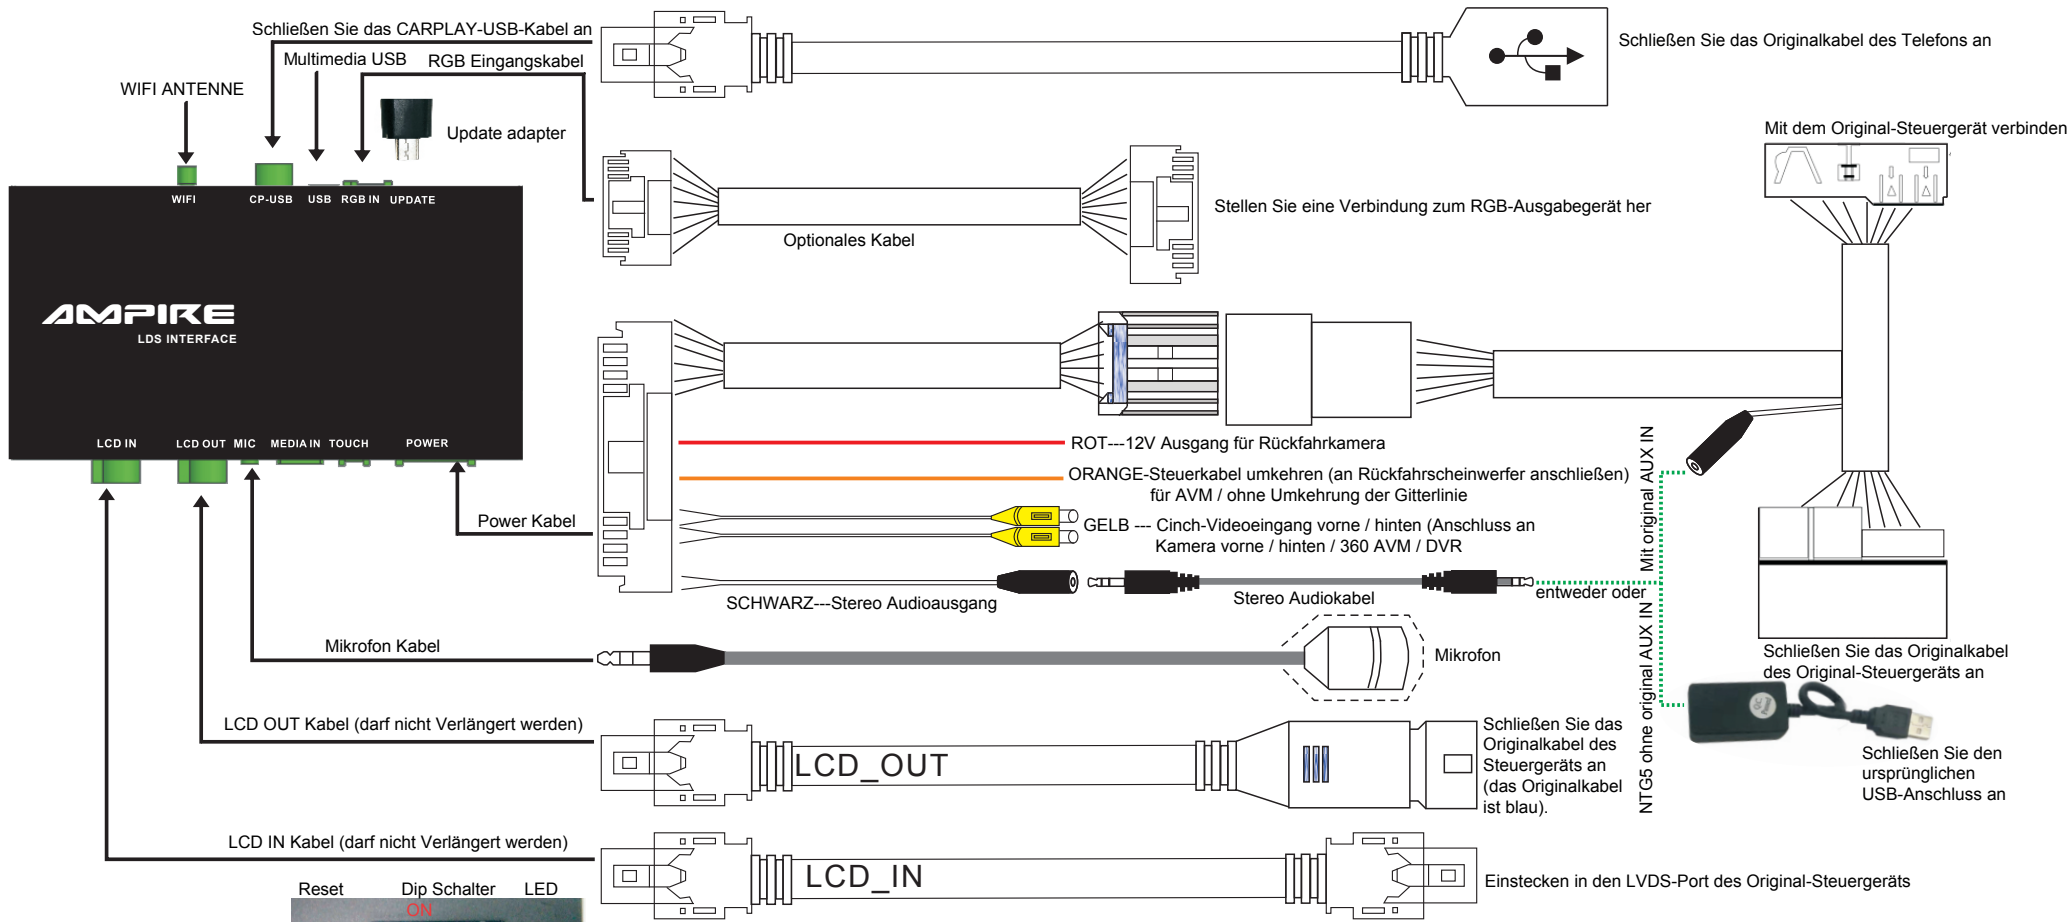 Schließen Sie das CARPLAY-USB-Kabel an
Schließen Sie das Originalkabel des Telefons an
Multimedia USB
RGB Eingangskabel
WIFI ANTENNE
Update adapter
Mit dem Original-Steuergerät verbinden
WIFI
CP-USB
USB
RGB IN
UPDATE
Stellen Sie eine Verbindung zum RGB-Ausgabegerät her
Optionales Kabel
AMPIRE
LDS INTERFACE
LCD IN
LCD OUT
MIC
MEDIA IN
TOUCH
POWER
ROT---12V Ausgang für Rückfahrkamera
ORANGE-Steuerkabel umkehren (an Rückfahrscheinwerfer anschließen)
für AVM / ohne Umkehrung der Gitterlinie
Power Kabel
GELB --- Cinch-Videoeingang vorne / hinten (Anschluss an
Kamera vorne / hinten / 360 AVM / DVR
Mit original AUX IN
SCHWARZ---Stereo Audioausgang
Stereo Audiokabel
entweder oder
NTG5 ohne original AUX IN
Mikrofon Kabel
Mikrofon
Schließen Sie das Originalkabel
des Original-Steuergeräts an
LCD OUT Kabel (darf nicht Verlängert werden)
LCD_OUT
Schließen Sie das
Originalkabel des
Steuergeräts an
(das Originalkabel
ist blau).
Schließen Sie den
ursprünglichen
USB-Anschluss an
LCD IN Kabel (darf nicht Verlängert werden)
LCD_IN
Einstecken in den LVDS-Port des Original-Steuergeräts
Reset
Dip Schalter
LED
ON